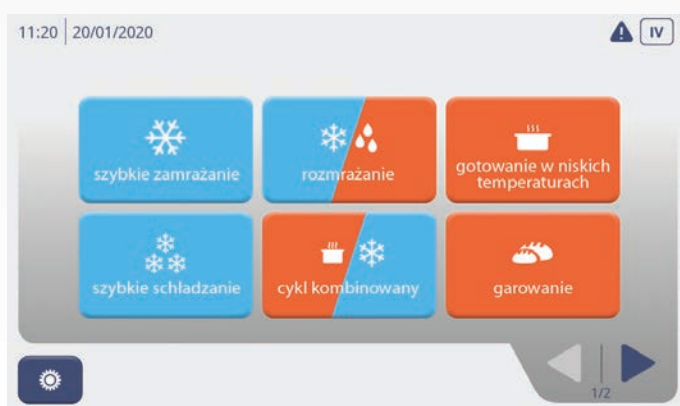 11:20 20/01/2020
IV
szybkie zamrażanie
rozmrażanie
gotowanie w niskich
temperaturach
szybkie schładzanie
cykl kombinowany
garowanie
1/2